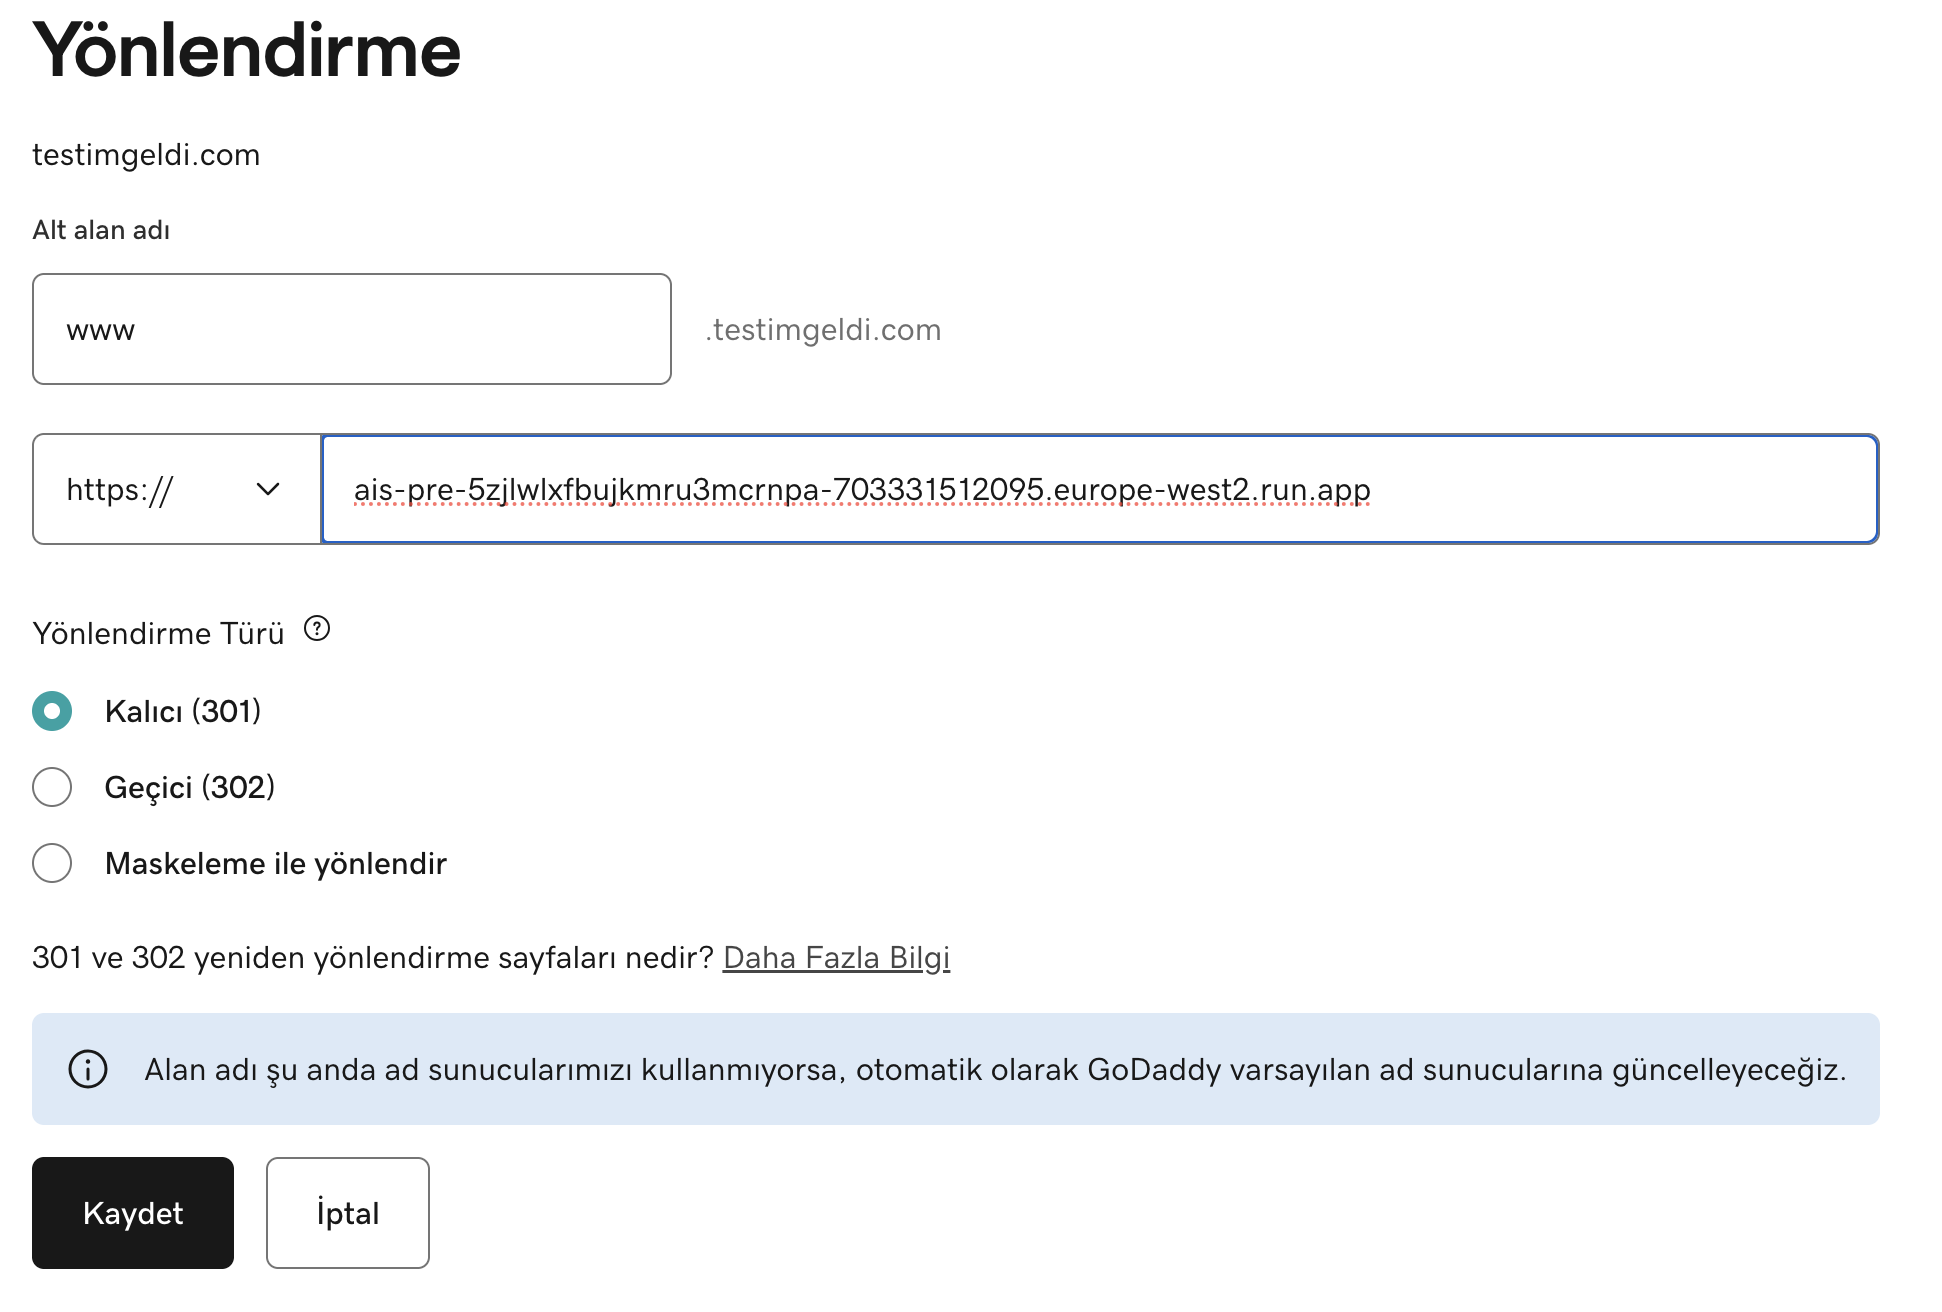 Yönlendirme
testimgeldi.com
Alt alan adı
www .testimgeldi.com
https:// ais-pre-5zjlwlxfbujkmru3mcrnpa-703331512095.europe-west2.run.app
Yönlendirme Türü
Kalıcı (301)
Geçici (302)
Maskeleme ile yönlendir
301 ve 302 yeniden yönlendirme sayfaları nedir? Daha Fazla Bilgi
Alan adı şu anda ad sunucularımızı kullanmıyorsa, otomatik olarak GoDaddy varsayılan ad sunucularına güncelleyeceğiz.
Kaydet İptal